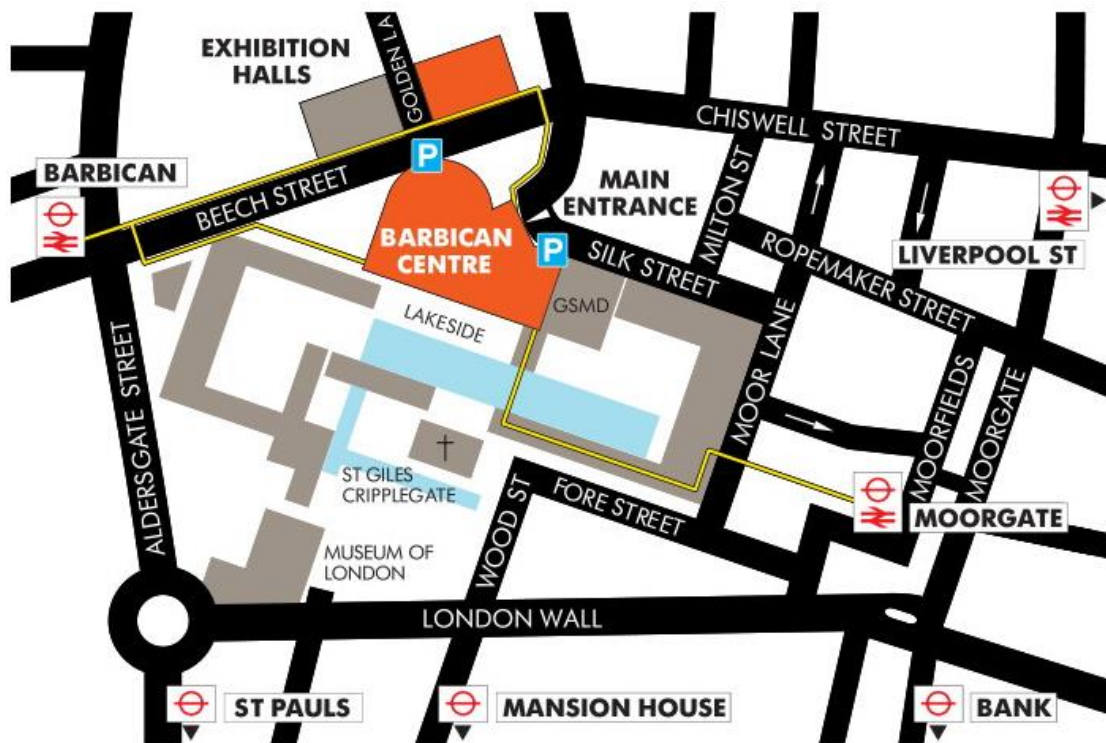 EXHIBITION
HALLS
GOLDEN LA
CHISWELL STREET
BARBICAN
P
BEECH STREET
MAIN
ENTRANCE
MILTON ST
BARBICAN
CENTRE
P
SILK STREET
ROPEMAKER STREET
LIVERPOOL ST
GSMD
LAKESIDE
ALDERSGATE STREET
MOOR LANE
MOORFIELDS
MOORGATE
ST GILES
CRIPPLEGATE
WOOD ST
FORE STREET
MOORGATE
MUSEUM OF
LONDON
LONDON WALL
ST PAULS
MANSION HOUSE
BANK